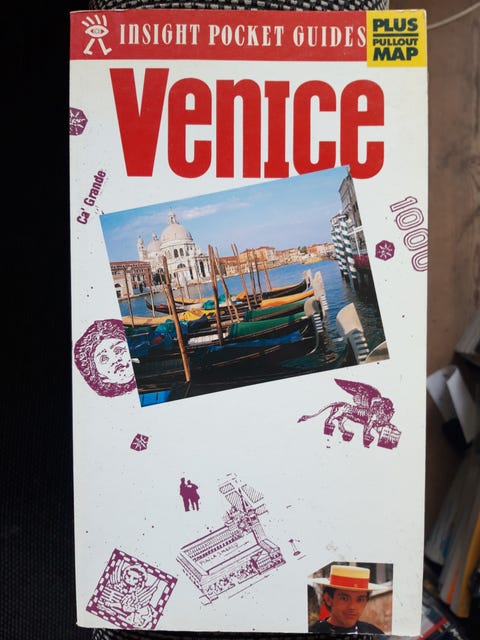 INSIGHT POCKET GUIDES
PLUS
PULLOUT
MAP
VENICE
Ca' Grande
1000